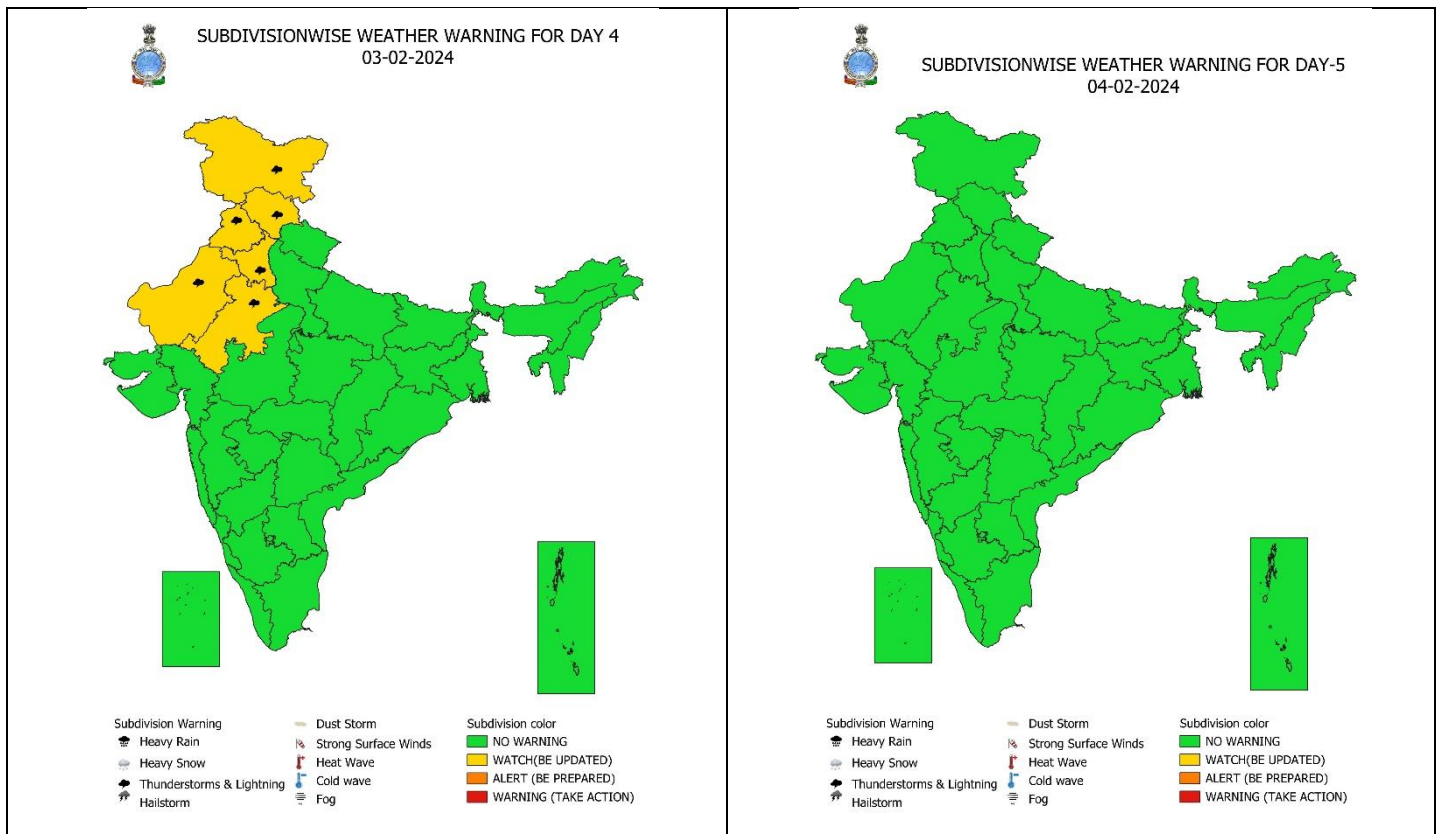 SUBDIVISIONWISE WEATHER WARNING FOR DAY 4
03-02-2024
Subdivision Warning
Heavy Rain
Heavy Snow
Thunderstorms & Lightning
Hailstorm
Dust Storm
Strong Surface Winds
Heat Wave
Cold wave
Fog
Subdivision color
NO WARNING
WATCH(BE UPDATED)
ALERT (BE PREPARED)
WARNING (TAKE ACTION)
SUBDIVISIONWISE WEATHER WARNING FOR DAY-5
04-02-2024
Subdivision Warning
Heavy Rain
Heavy Snow
Thunderstorms & Lightning
Hailstorm
Dust Storm
Strong Surface Winds
Heat Wave
Cold wave
Fog
Subdivision color
NO WARNING
WATCH(BE UPDATED)
ALERT (BE PREPARED)
WARNING (TAKE ACTION)